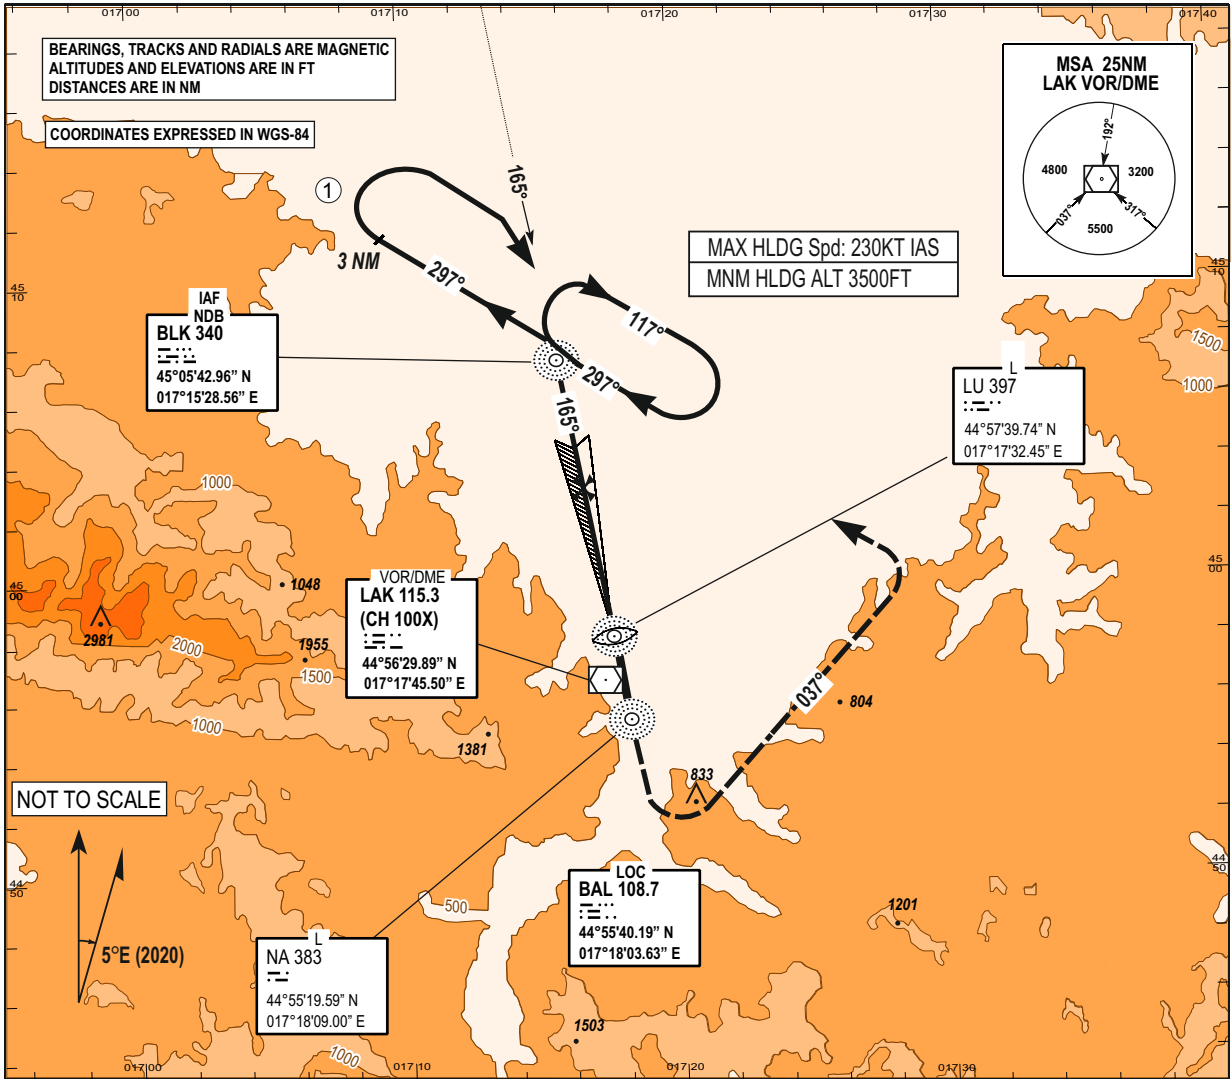 017°00'
017°10'
017°20'
017°30'
017°40'
BEARINGS, TRACKS AND RADIALS ARE MAGNETIC
ALTITUDES AND ELEVATIONS ARE IN FT
DISTANCES ARE IN NM
COORDINATES EXPRESSED IN WGS-84
MSA 25NM
LAK VOR/DME
192°
4800
3200
037°
317°
5500
165°
1
3 NM
297°
MAX HLDG Spd: 230KT IAS
MNM HLDG ALT 3500FT
45
10
45
10
117°
297°
IAF
NDB
BLK 340
45°05'42.96" N
017°15'28.56" E
1500
1000
L
LU 397
44°57'39.74" N
017°17'32.45" E
165°
1000
45
00
45
00
1048
2981
2000
1955
1500
VOR/DME
LAK 115.3
(CH 100X)
44°56'29.89" N
017°17'45.50" E
037°
804
1000
1381
833
NOT TO SCALE
5°E (2020)
44
50
44
50
500
LOC
BAL 108.7
44°55'40.19" N
017°18'03.63" E
1201
L
NA 383
44°55'19.59" N
017°18'09.00" E
1503
1000
017°00'
017°10'
017°20'
017°30'